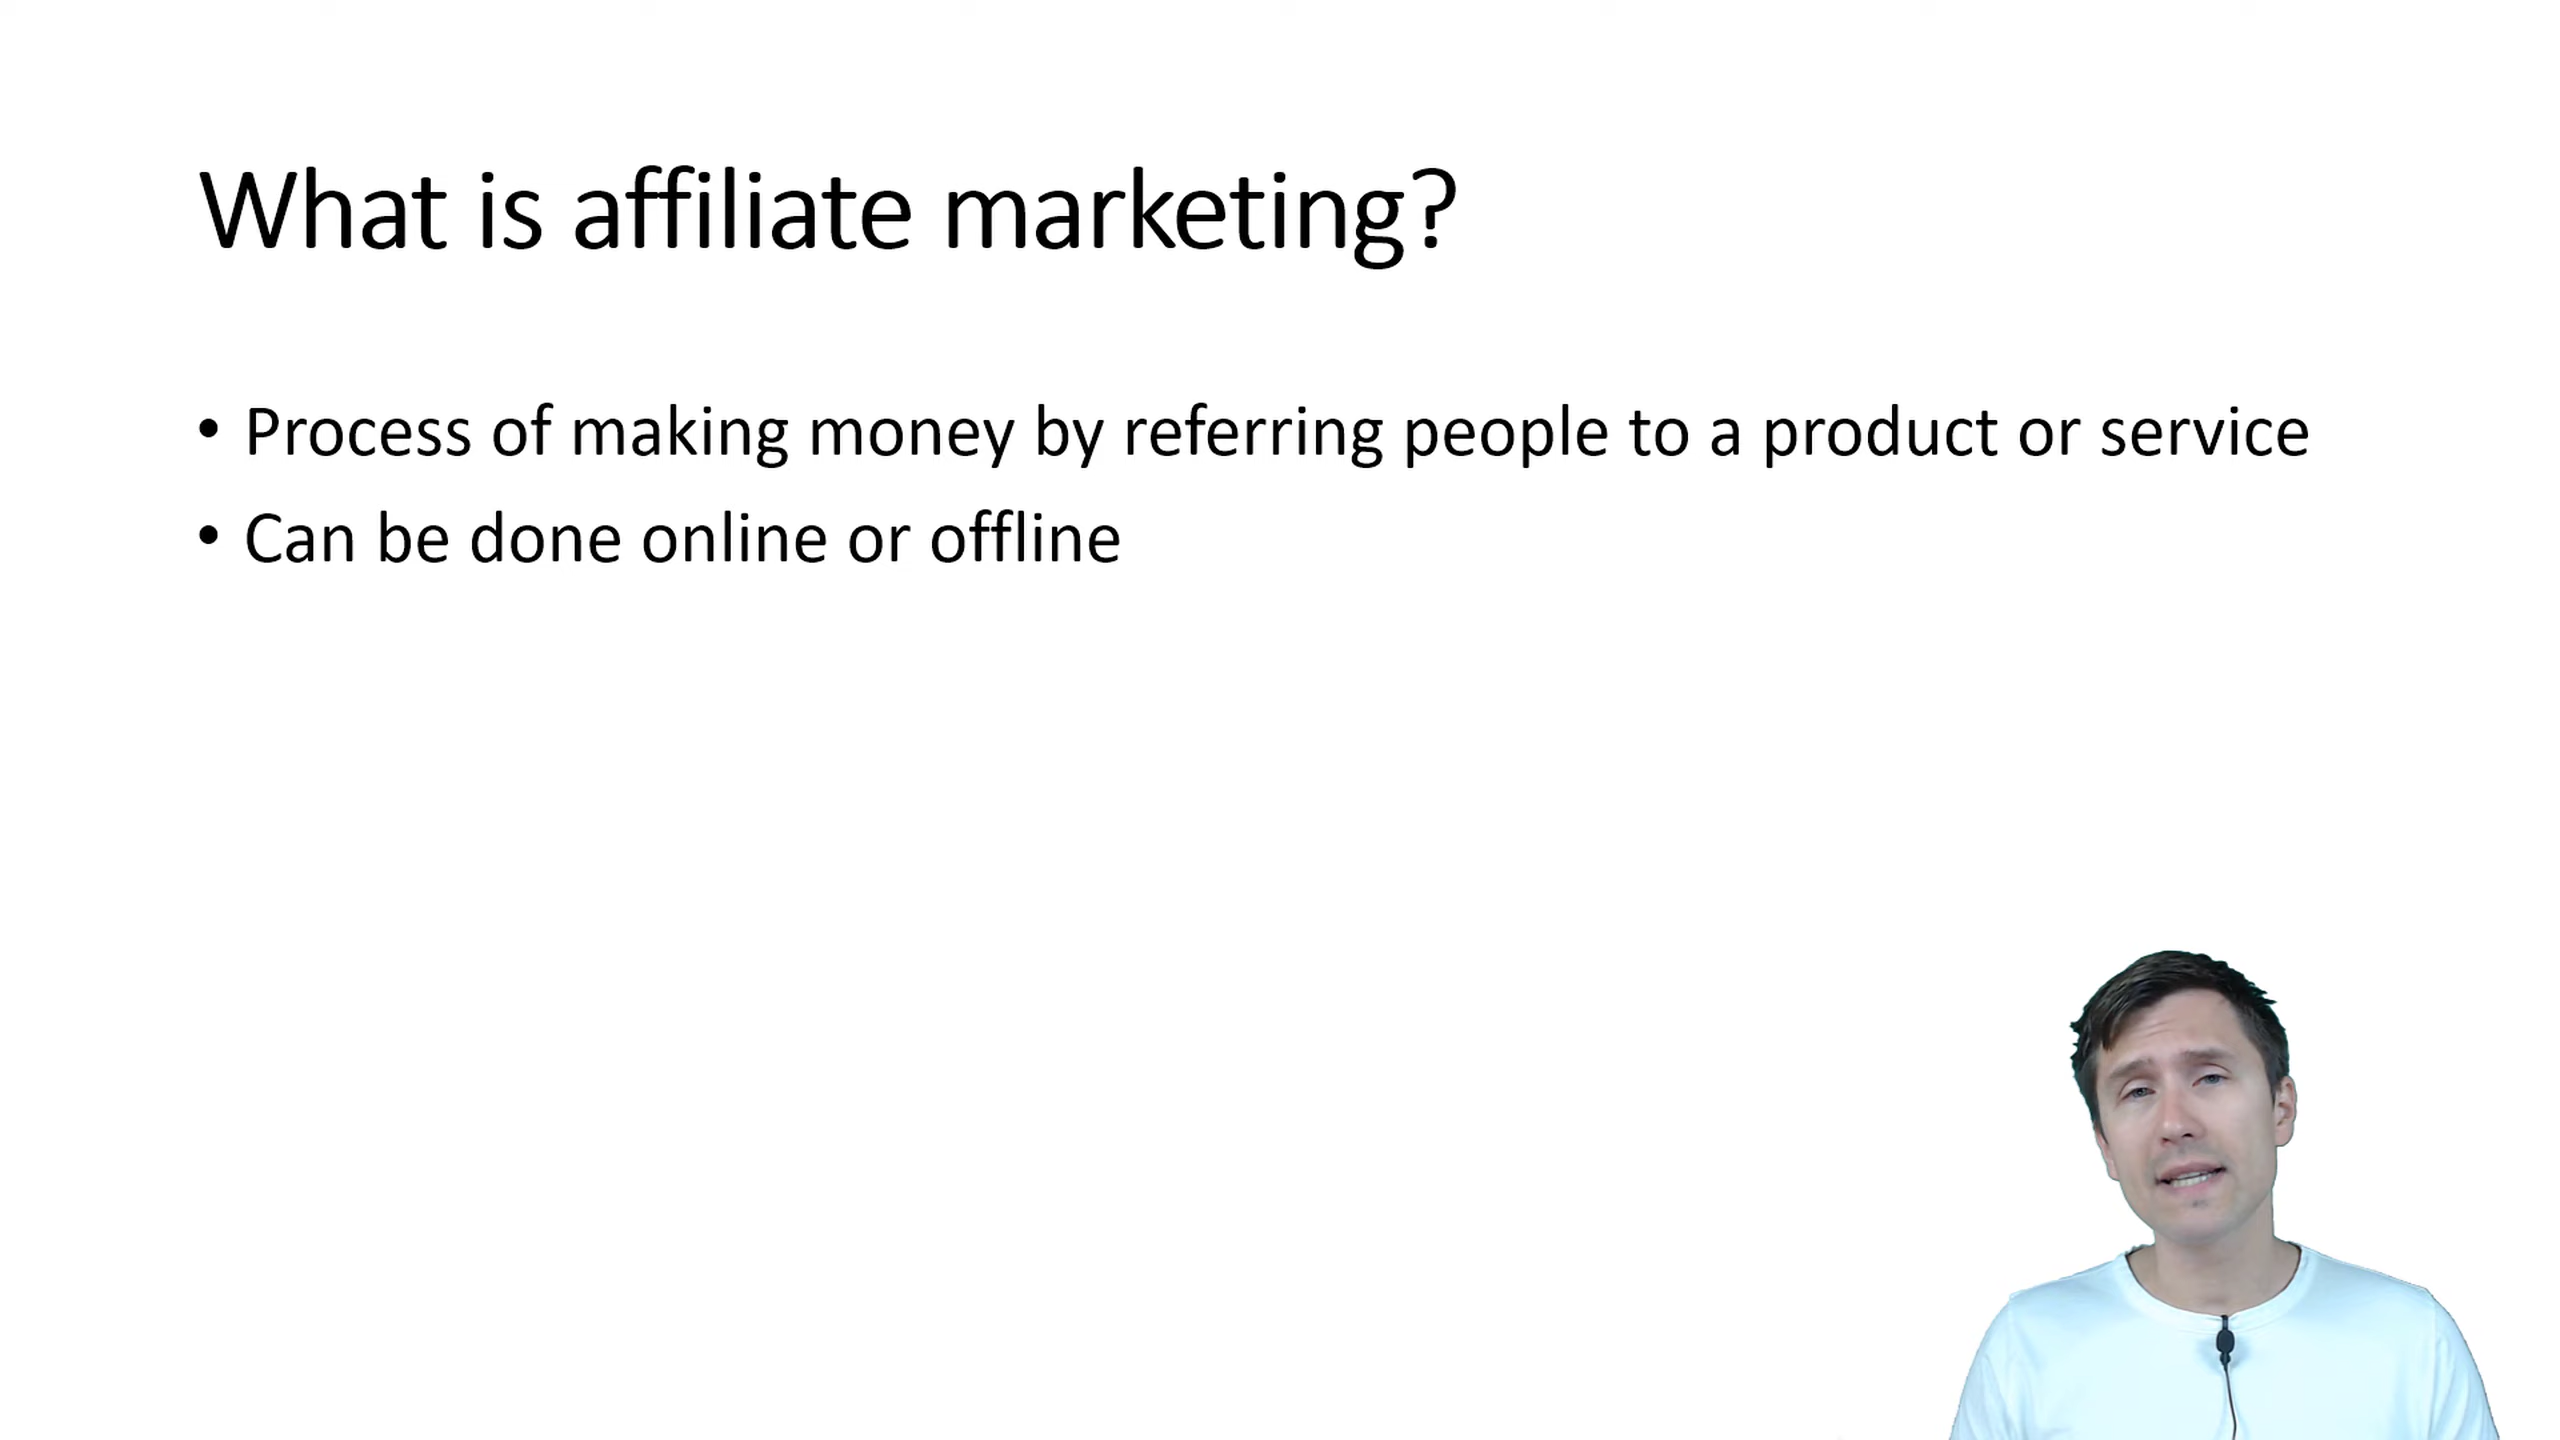 What is affiliate marketing?
• Process of making money by referring people to a product or service
• Can be done online or offline